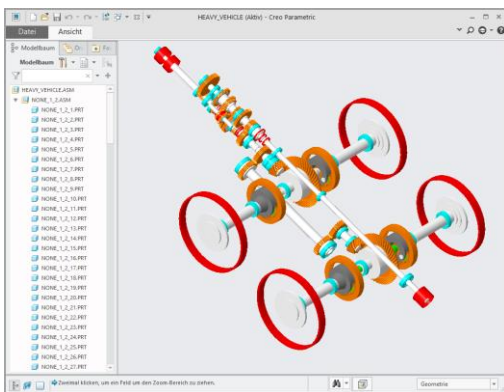 HEAVY_VEHICLE (Aktiv) - Creo Parametric
Datei Ansicht
Modellbaum Or. Fe.
Modellbaum
HEAVY_VEHICLE.ASM
NONE_1_2.ASM
NONE_1_2_1.PRT
NONE_1_2_2.PRT
NONE_1_2_3.PRT
NONE_1_2_4.PRT
NONE_1_2_5.PRT
NONE_1_2_6.PRT
NONE_1_2_7.PRT
NONE_1_2_8.PRT
NONE_1_2_9.PRT
NONE_1_2_10.PRT
NONE_1_2_11.PRT
NONE_1_2_12.PRT
NONE_1_2_13.PRT
NONE_1_2_14.PRT
NONE_1_2_15.PRT
NONE_1_2_16.PRT
NONE_1_2_17.PRT
NONE_1_2_18.PRT
NONE_1_2_19.PRT
NONE_1_2_20.PRT
NONE_1_2_21.PRT
NONE_1_2_22.PRT
NONE_1_2_23.PRT
NONE_1_2_24.PRT
NONE_1_2_25.PRT
NONE_1_2_26.PRT
NONE_1_2_27.PRT
Zweimal klicken, um ein Feld um den Zoom-Bereich zu ziehen.
Geometrie